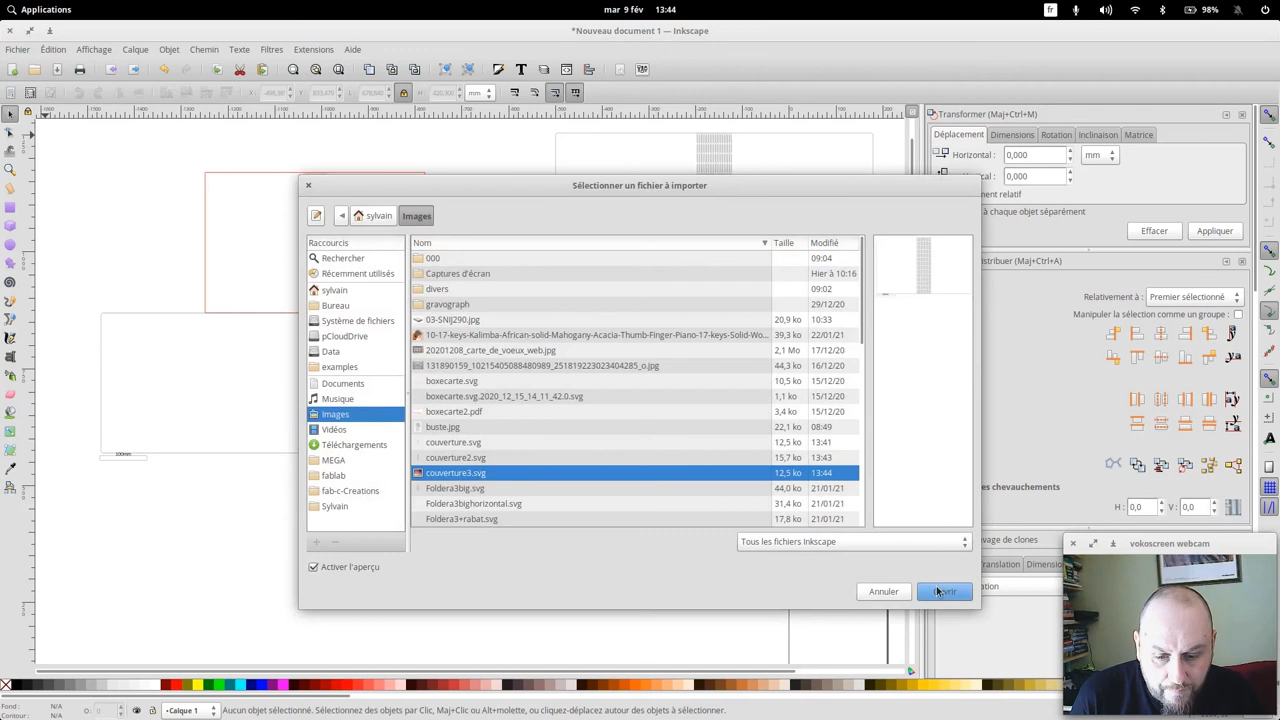 Applications
mar 9 fév 13:44
fr
98%
*Nouveau document 1 — Inkscape
Fichier Édition Affichage Calque Objet Chemin Texte Filtres Extensions Aide
mm
Transformer (Maj+Ctrl+M)
Déplacement Dimensions Rotation Inclinaison Matrice
Horizontal : 0,000 mm
0,000
ment relatif
à chaque objet séparément
Effacer Appliquer
distribuer (Maj+Ctrl+A)
Relativement à : Premier sélectionné
Manipuler la sélection comme un groupe :
es chevauchements
H : 0,0 V : 0,0
vage de clones
ranslation Dimension
Sélectionner un fichier à importer
sylvain Images
Raccourcis
Rechercher
Récemment utilisés
sylvain
Bureau
Système de fichiers
pCloudDrive
Data
examples
Documents
Musique
Images
Vidéos
Téléchargements
MEGA
fablab
fab-c-Creations
Sylvain
Nom Taille Modifié
000 09:04
Captures d'écran Hier à 10:16
divers 09:02
gravograph 29/12/20
03-SNIJ290.jpg 20,9 ko 10:33
10-17-keys-Kalimba-African-solid-Mahogany-Acacia-Thumb-Finger-Piano-17-keys-Solid-Wo... 39,3 ko 22/01/21
20201208_carte_de_voeux_web.jpg 2,1 Mo 17/12/20
131890159_10215405088480989_251819223023404285_o.jpg 44,3 ko 16/12/20
boxecarte.svg 10,5 ko 15/12/20
boxecarte.svg.2020_12_15_14_11_42.0.svg 1,1 ko 15/12/20
boxecarte2.pdf 3,4 ko 15/12/20
buste.jpg 22,1 ko 08:49
couverture.svg 12,5 ko 13:41
couverture2.svg 15,7 ko 13:43
couverture3.svg 12,5 ko 13:44
Foldera3big.svg 44,0 ko 21/01/21
Foldera3bighorizontal.svg 31,4 ko 21/01/21
Foldera3+rabat.svg 17,8 ko 21/01/21
Tous les fichiers Inkscape
Activer l'aperçu
Annuler
100mm
vokoscreen webcam
Fond : N/A
Contour : N/A
O:
•Calque 1
Aucun objet sélectionné. Sélectionnez des objets par Clic, Maj+Clic ou Alt+molette, ou cliquez-déplacez autour des objets à sélectionner.